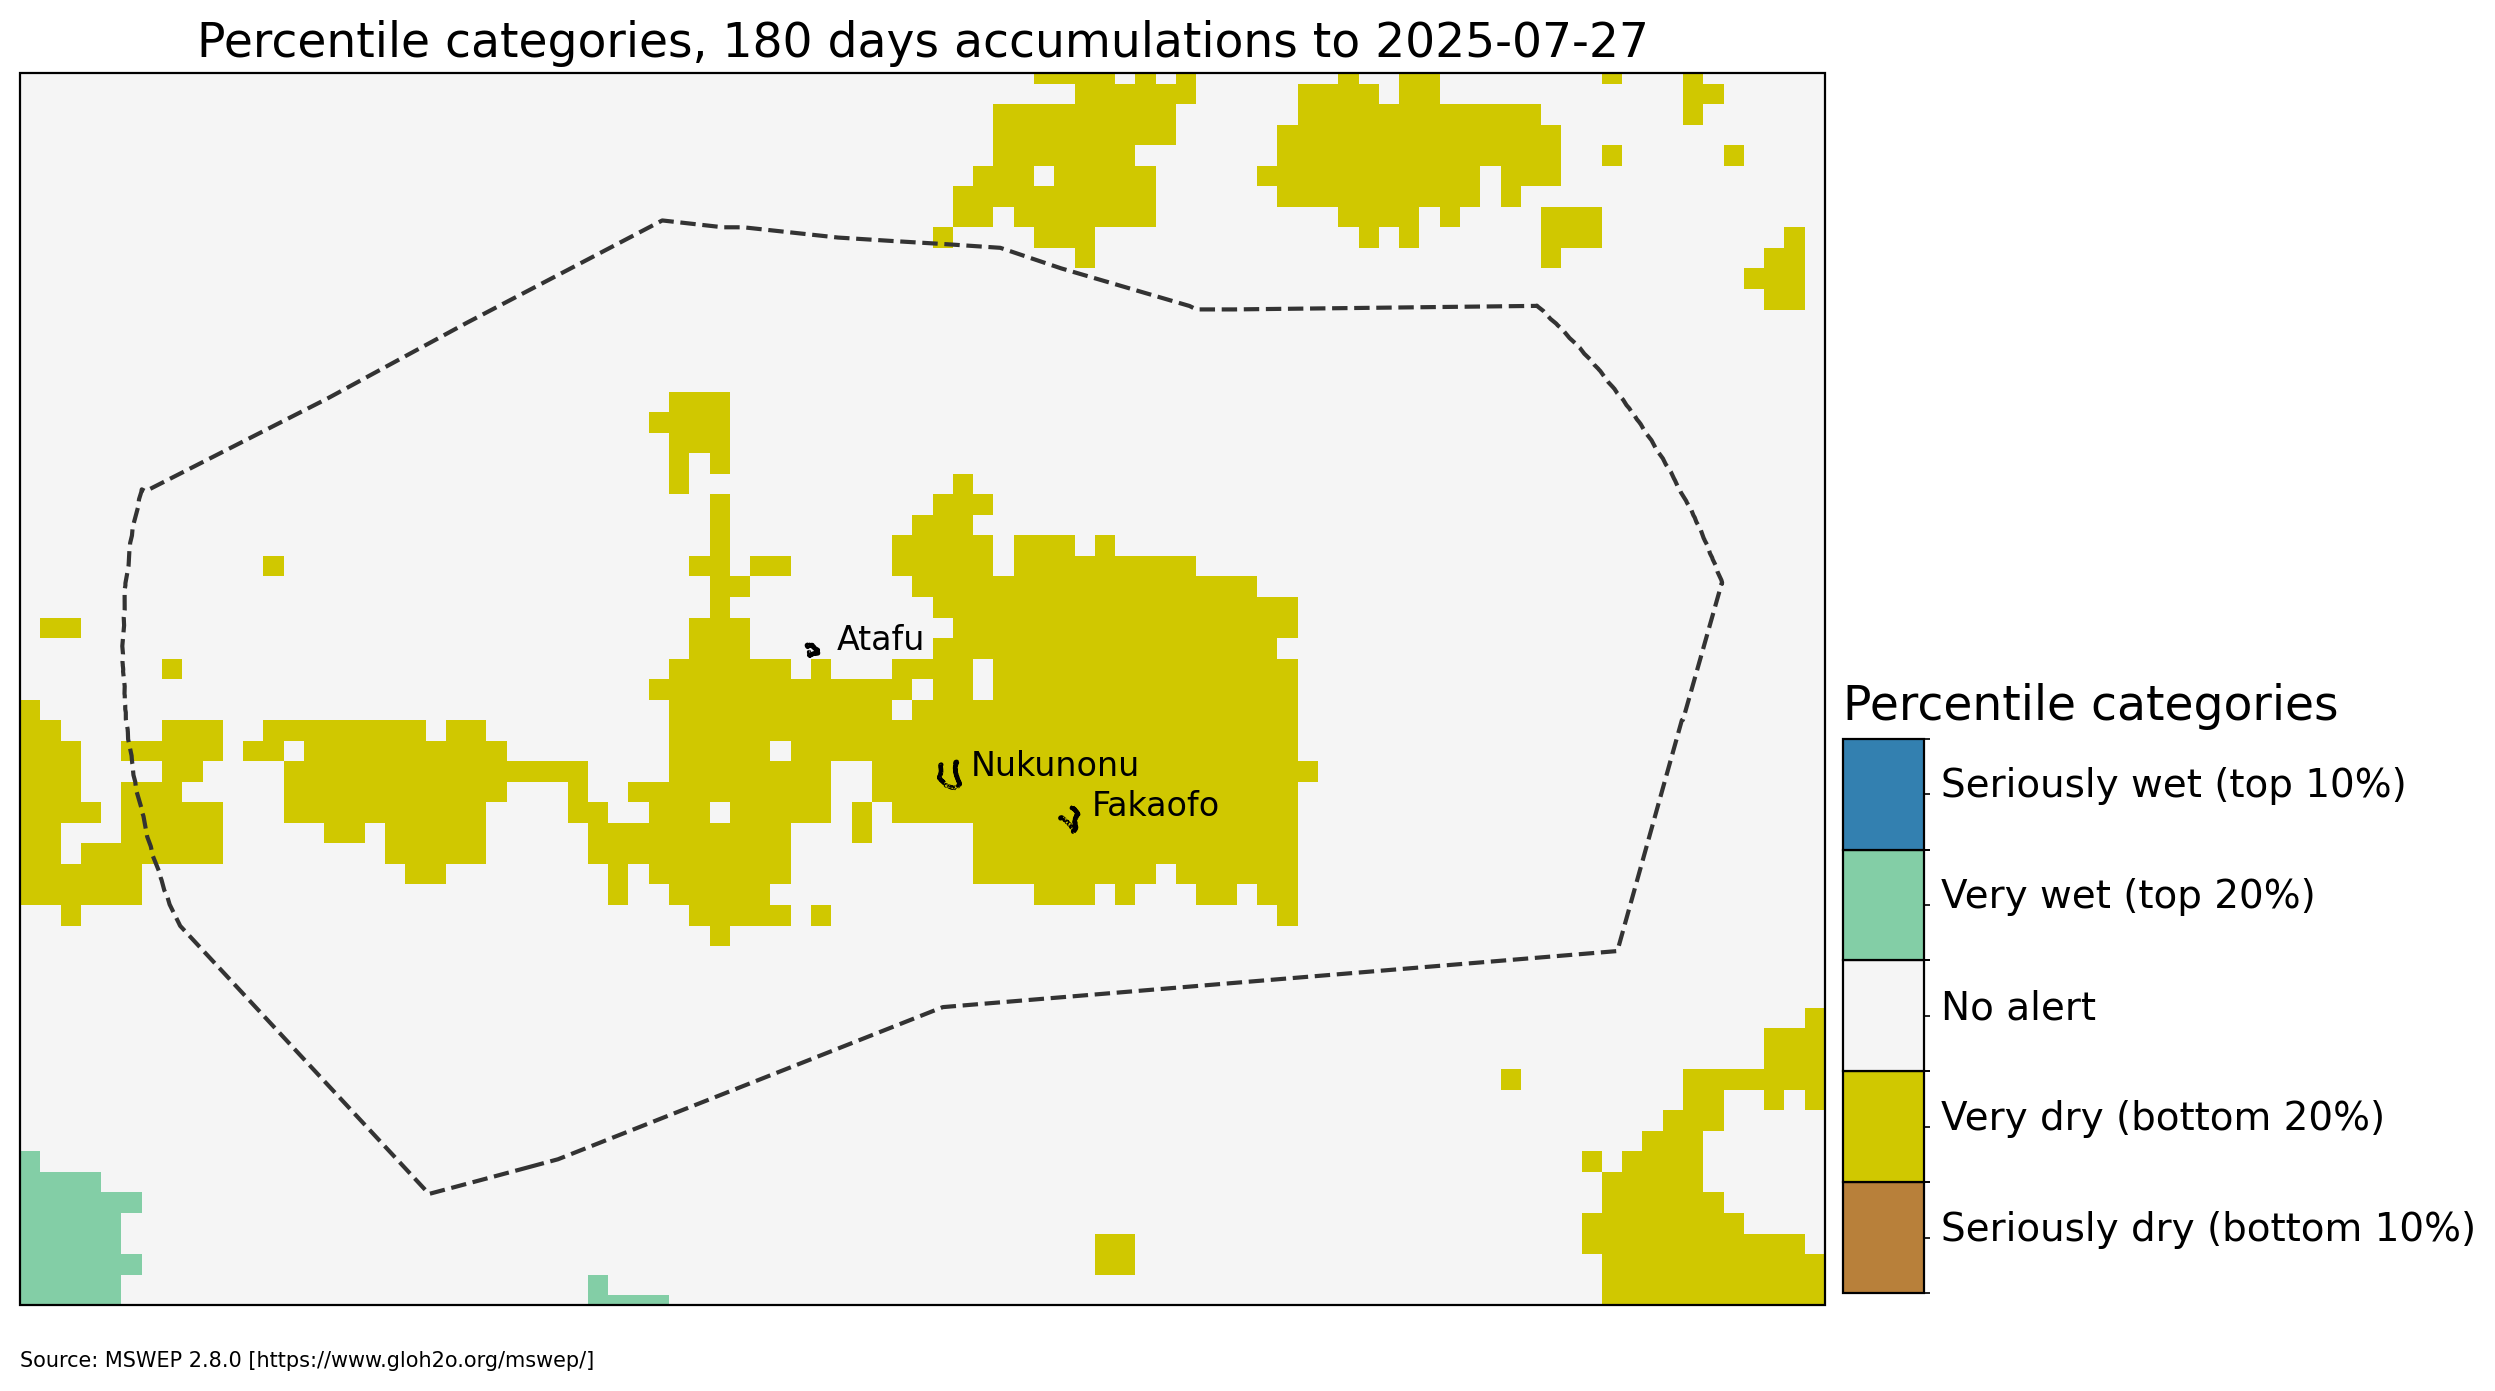 Percentile categories, 180 days accumulations to 2025-07-27
Atafu
Nukunonu
Fakaofo
Percentile categories
Seriously wet (top 10%)
Very wet (top 20%)
No alert
Very dry (bottom 20%)
Seriously dry (bottom 10%)
Source: MSWEP 2.8.0 [https://www.gloh2o.org/mswep/]